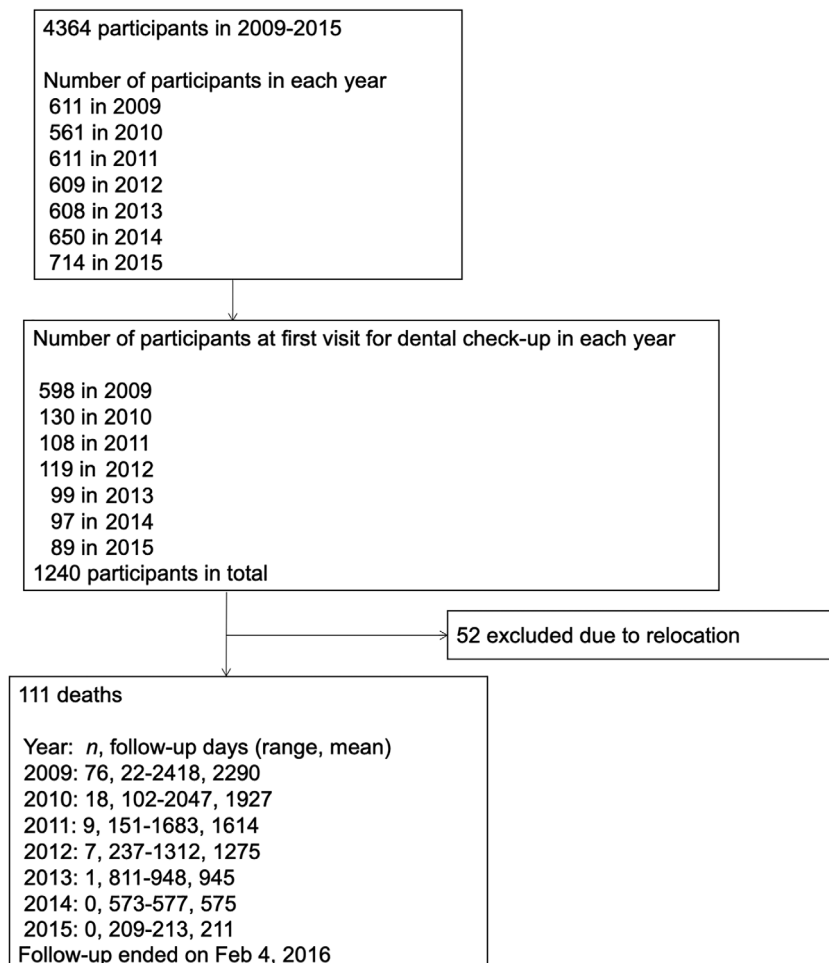 4364 participants in 2009-2015
Number of participants in each year
611 in 2009
561 in 2010
611 in 2011
609 in 2012
608 in 2013
650 in 2014
714 in 2015
Number of participants at first visit for dental check-up in each year
598 in 2009
130 in 2010
108 in 2011
119 in 2012
99 in 2013
97 in 2014
89 in 2015
1240 participants in total
52 excluded due to relocation
111 deaths
Year: n, follow-up days (range, mean)
2009: 76, 22-2418, 2290
2010: 18, 102-2047, 1927
2011: 9, 151-1683, 1614
2012: 7, 237-1312, 1275
2013: 1, 811-948, 945
2014: 0, 573-577, 575
2015: 0, 209-213, 211
Follow-up ended on Feb 4, 2016